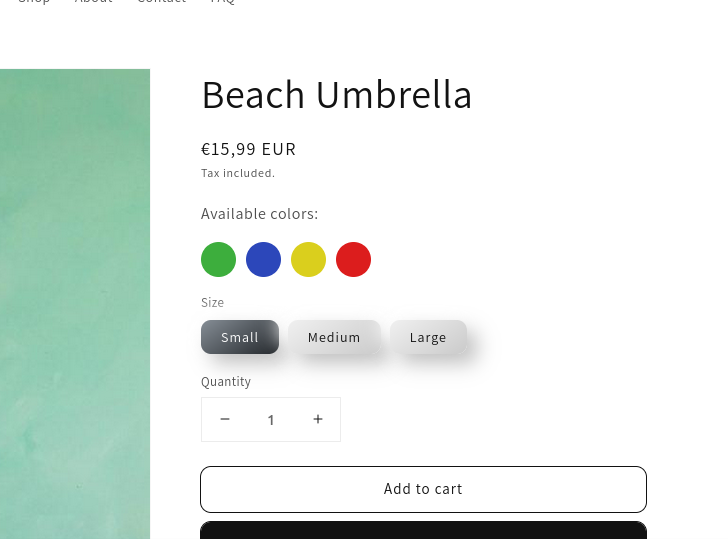 Shop About Contact FAQ
Beach Umbrella
€15,99 EUR
Tax included.
Available colors:
Size
Small Medium Large
Quantity
− 1 +
Add to cart